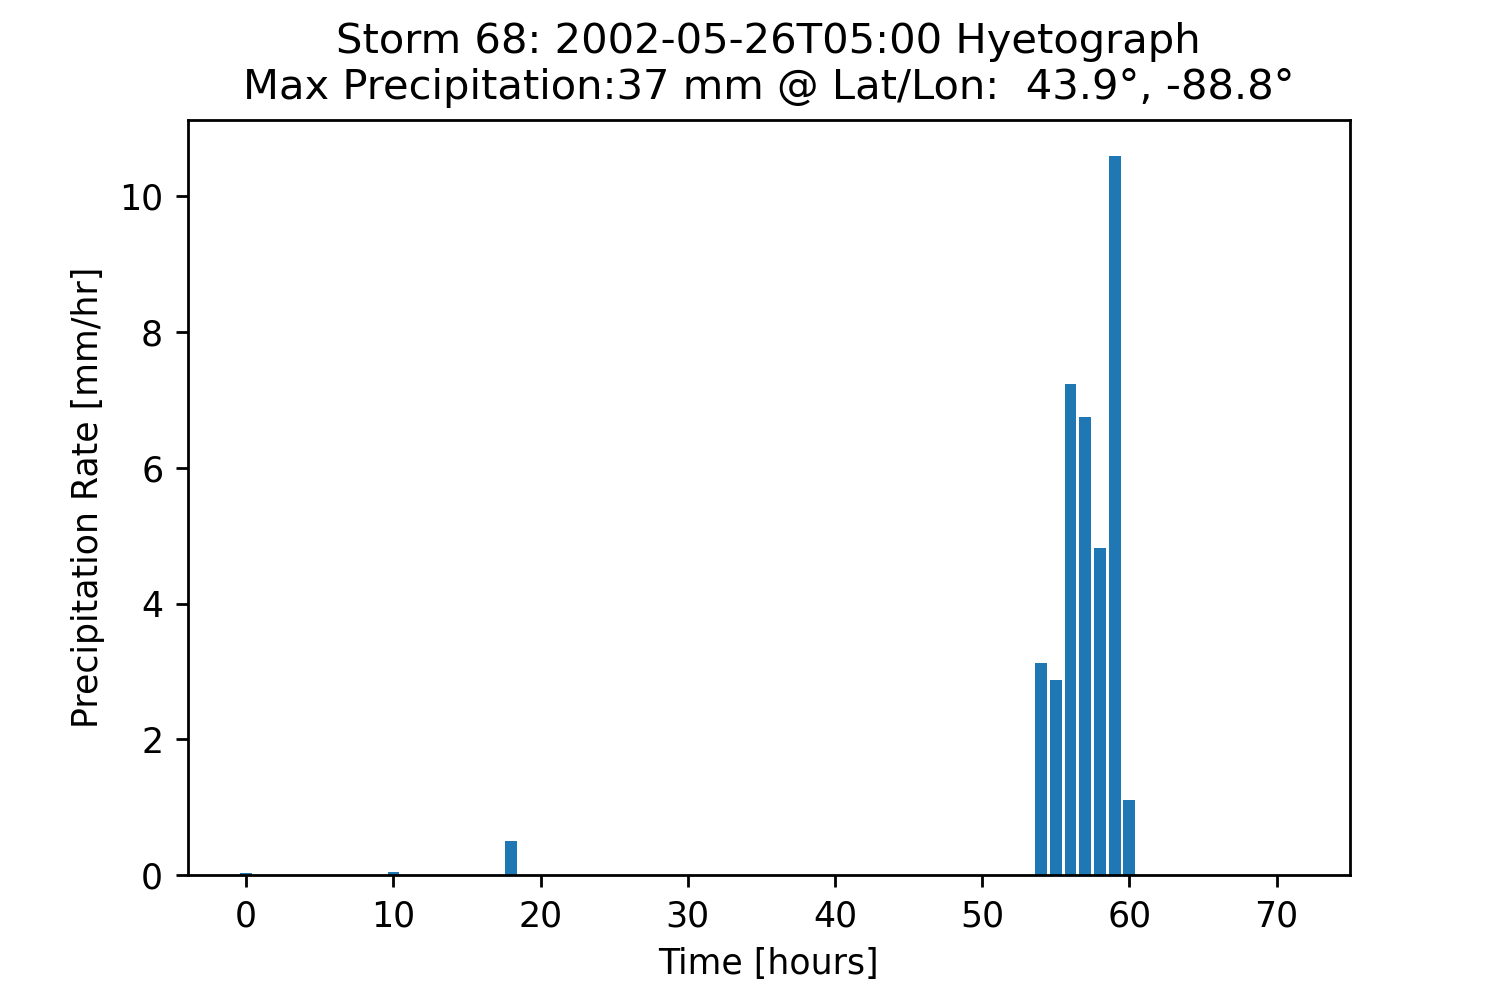 Storm 68: 2002-05-26T05:00 Hyetograph
Max Precipitation:37 mm @ Lat/Lon:  43.9°, -88.8°
Precipitation Rate [mm/hr]
10
8
6
4
2
0
0 10 20 30 40 50 60 70
Time [hours]